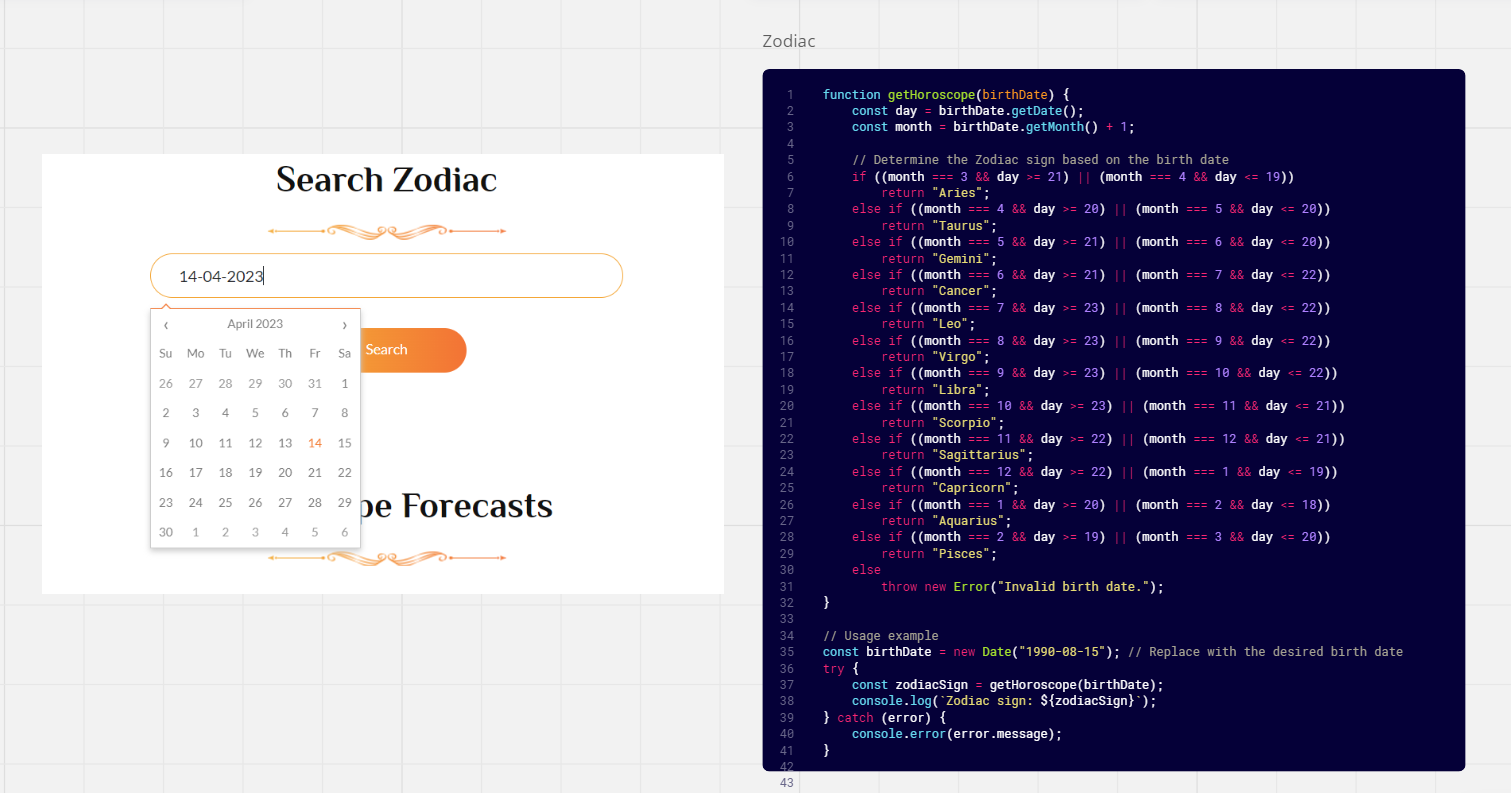 Search Zodiac
14-04-2023
‹ April 2023 ›
Su Mo Tu We Th Fr Sa
26 27 28 29 30 31 1
2 3 4 5 6 7 8
9 10 11 12 13 14 15
16 17 18 19 20 21 22
23 24 25 26 27 28 29
30 1 2 3 4 5 6
Search
Forecasts
Zodiac
1 function getHoroscope(birthDate) {
2 const day = birthDate.getDate();
3 const month = birthDate.getMonth() + 1;
4
5 // Determine the Zodiac sign based on the birth date
6 if ((month === 3 && day >= 21) || (month === 4 && day <= 19))
7 return "Aries";
8 else if ((month === 4 && day >= 20) || (month === 5 && day <= 20))
9 return "Taurus";
10 else if ((month === 5 && day >= 21) || (month === 6 && day <= 20))
11 return "Gemini";
12 else if ((month === 6 && day >= 21) || (month === 7 && day <= 22))
13 return "Cancer";
14 else if ((month === 7 && day >= 23) || (month === 8 && day <= 22))
15 return "Leo";
16 else if ((month === 8 && day >= 23) || (month === 9 && day <= 22))
17 return "Virgo";
18 else if ((month === 9 && day >= 23) || (month === 10 && day <= 22))
19 return "Libra";
20 else if ((month === 10 && day >= 23) || (month === 11 && day <= 21))
21 return "Scorpio";
22 else if ((month === 11 && day >= 22) || (month === 12 && day <= 21))
23 return "Sagittarius";
24 else if ((month === 12 && day >= 22) || (month === 1 && day <= 19))
25 return "Capricorn";
26 else if ((month === 1 && day >= 20) || (month === 2 && day <= 18))
27 return "Aquarius";
28 else if ((month === 2 && day >= 19) || (month === 3 && day <= 20))
29 return "Pisces";
30 else
31 throw new Error("Invalid birth date.");
32 }
33
34 // Usage example
35 const birthDate = new Date("1990-08-15"); // Replace with the desired birth date
36 try {
37 const zodiacSign = getHoroscope(birthDate);
38 console.log(`Zodiac sign: ${zodiacSign}`);
39 } catch (error) {
40 console.error(error.message);
41 }
42
43